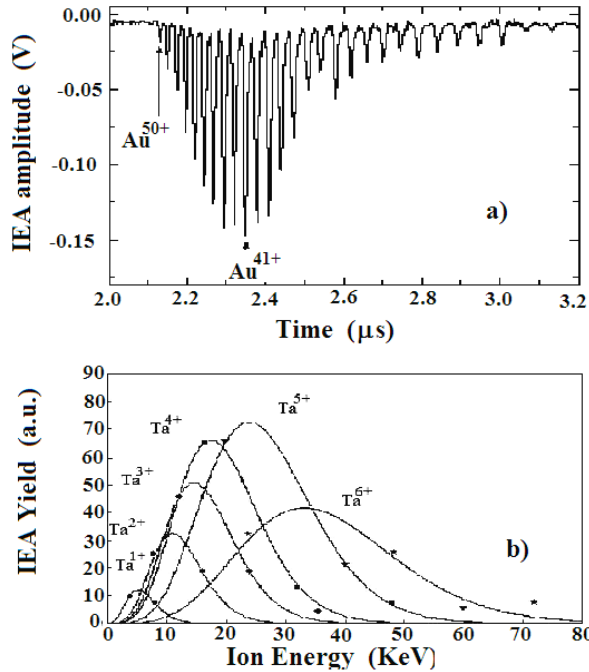 0.00
-0.05
-0.10
-0.15
IEA amplitude (V)
Au50+
Au41+
a)
2.0 2.2 2.4 2.6 2.8 3.0 3.2
Time (μs)
90
80
70
60
50
40
30
20
10
0
IEA Yield (a.u.)
Ta5+
Ta4+
Ta3+
Ta6+
Ta2+
Ta1+
b)
0 10 20 30 40 50 60 70 80
Ion Energy (KeV)